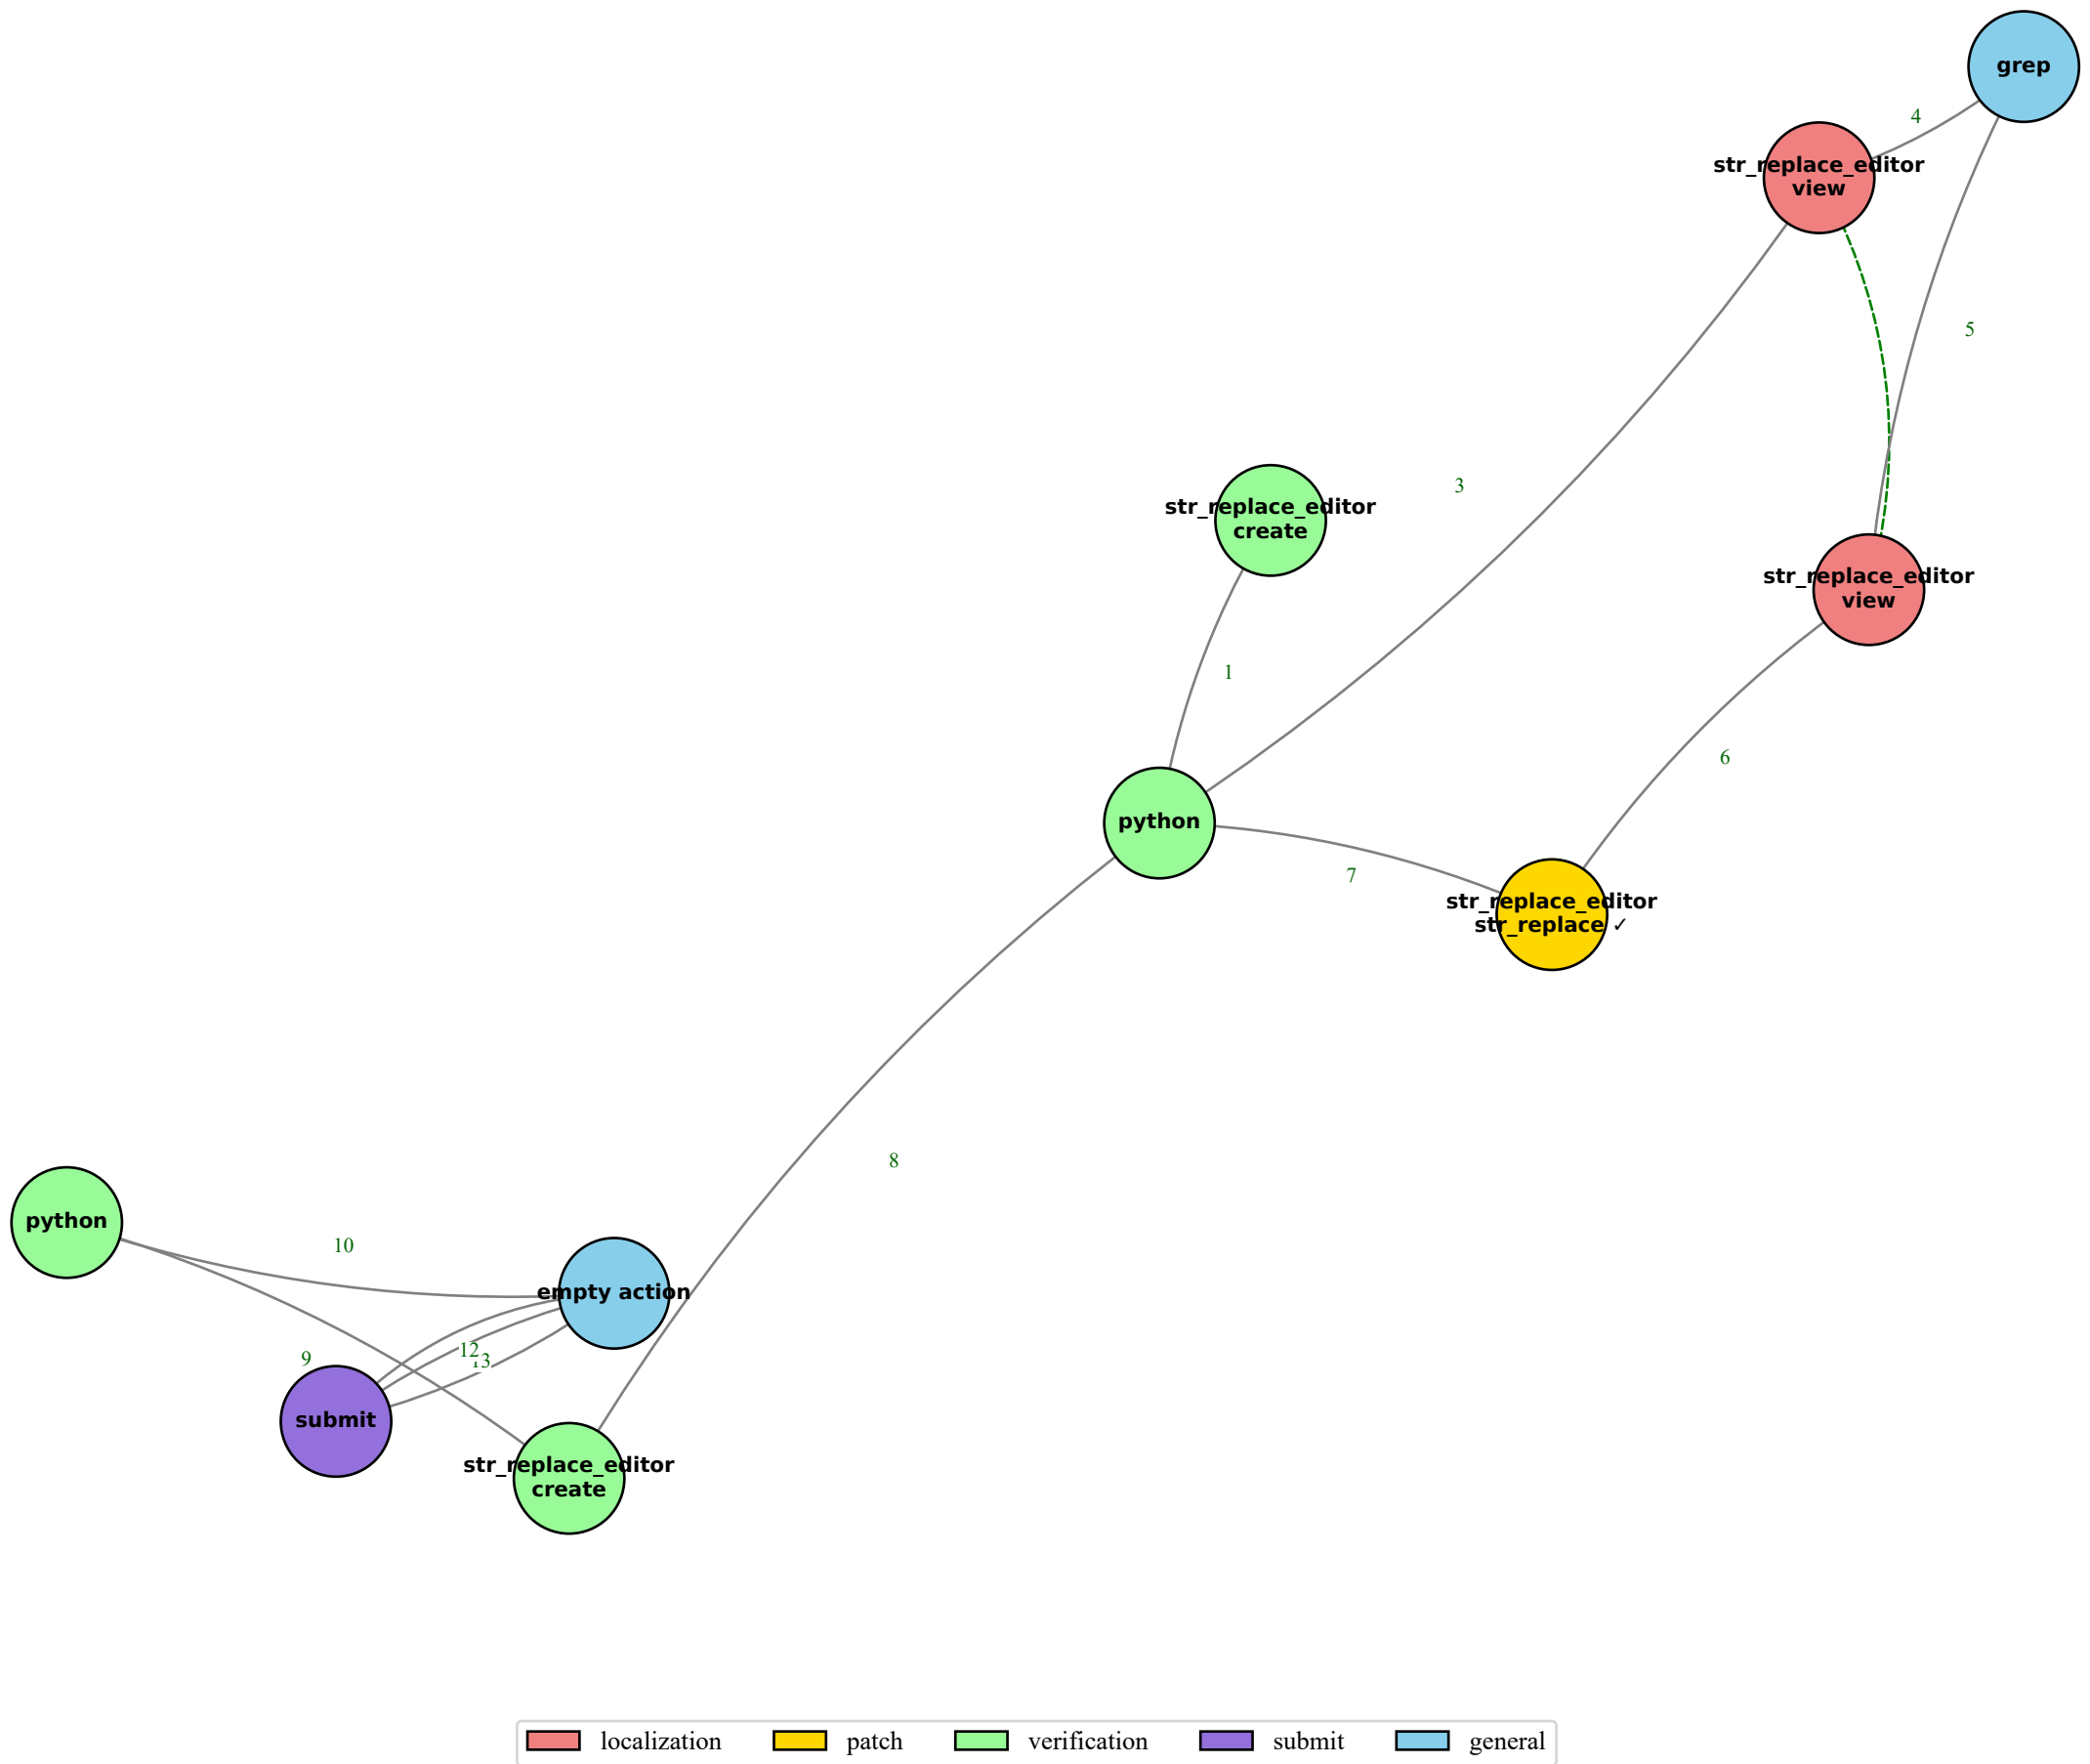 grep
4
str_replace_editor
view
5
3
str_replace_editor
create
str_replace_editor
view
1
6
python
7
str_replace_editor
str_replace ✓
8
python
10
empty action
12
9
submit
str_replace_editor
create
localization
patch
verification
submit
general